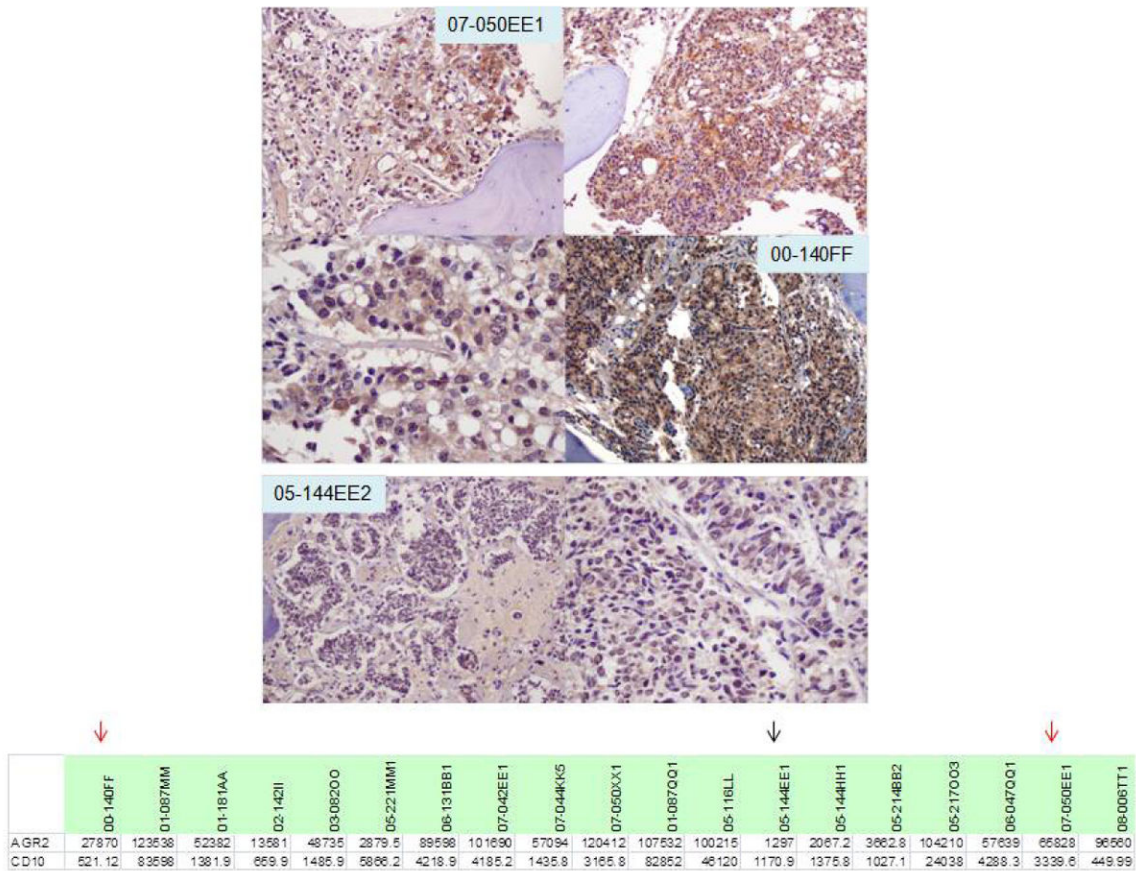 07-050EE1
00-140FF
05-144EE2
00-140FF 01-087MM 01-181AA 02-142II 03-082OO 05-221MM1 06-131BB1 07-042EE1 07-044KK5 07-050XX1 01-087QQ1 05-116LL 05-144EE1 05-144HH1 05-214BB2 05-217OO3 06-047QQ1 07-050EE1 08-006TT1
AGR2 27870 123538 52382 13581 48735 2879.5 89598 101690 57094 120412 107532 100215 1297 2067.2 3662.8 104210 57639 65828 96560
CD10 521.12 83598 1381.9 659.9 1485.9 5866.2 4218.9 4185.2 1435.8 3165.8 82852 46120 1170.9 1375.8 1027.1 24038 4288.3 3339.6 449.99